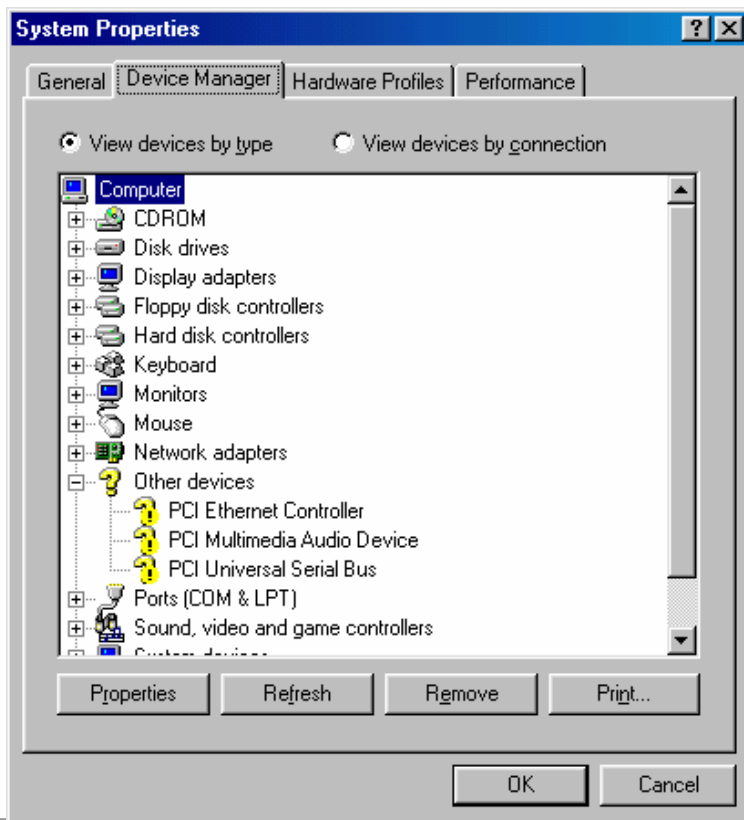 System Properties
General Device Manager Hardware Profiles Performance
View devices by type View devices by connection
Computer
CDROM
Disk drives
Display adapters
Floppy disk controllers
Hard disk controllers
Keyboard
Monitors
Mouse
Network adapters
Other devices
PCI Ethernet Controller
PCI Multimedia Audio Device
PCI Universal Serial Bus
Ports (COM & LPT)
Sound, video and game controllers
System devices
Properties Refresh Remove Print...
OK Cancel